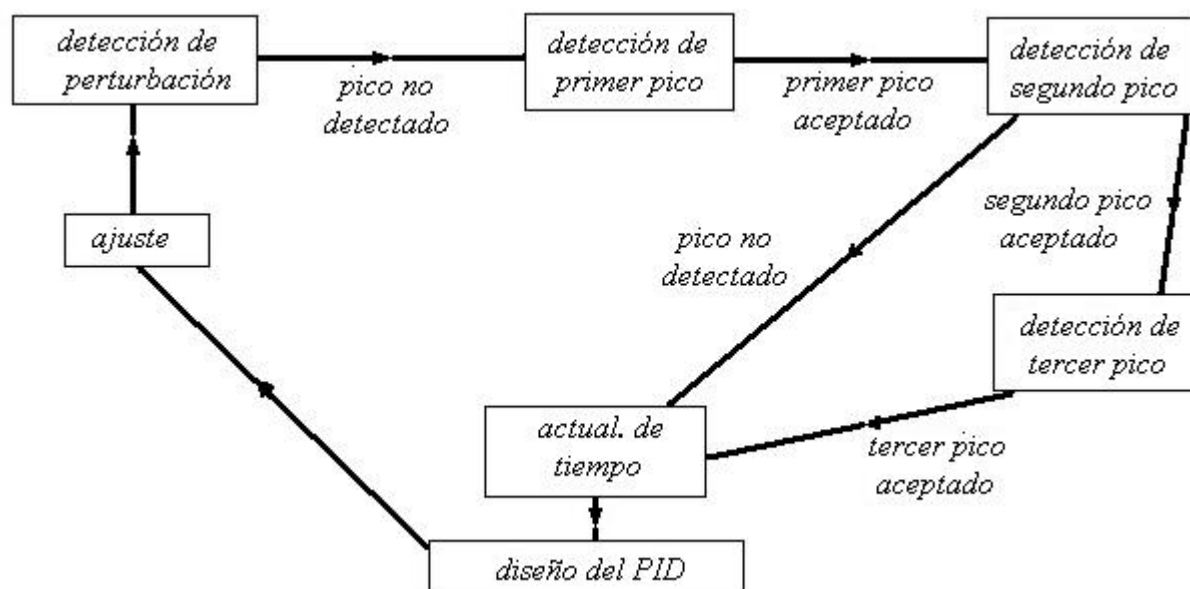 detección de
perturbación
pico no
detectado
detección de
primer pico
primer pico
aceptado
detección de
segundo pico
segundo pico
aceptado
pico no
detectado
ajuste
detección de
tercer pico
tercer pico
aceptado
actual. de
tiempo
diseño del PID